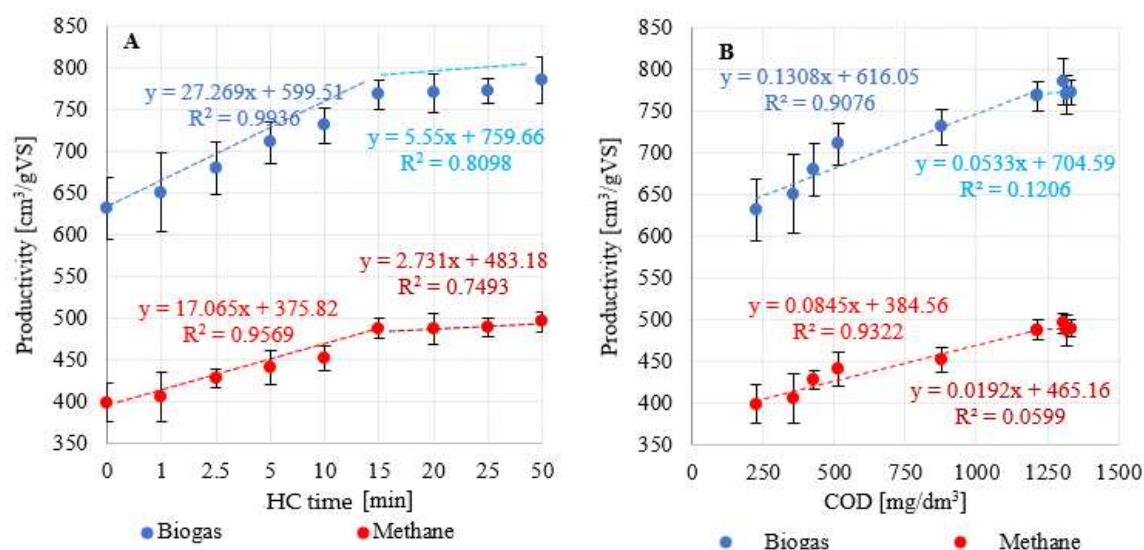 A
Productivity [cm³/gVS]
850
800
750
700
650
600
550
500
450
400
350
y = 27.269x + 599.51
R² = 0.9936
y = 5.55x + 759.66
R² = 0.8098
y = 2.731x + 483.18
R² = 0.7493
y = 17.065x + 375.82
R² = 0.9569
0 1 2.5 5 10 15 20 25 50
HC time [min]
Biogas Methane
B
Productivity [cm³/gVS]
850
800
750
700
650
600
550
500
450
400
350
y = 0.1308x + 616.05
R² = 0.9076
y = 0.0533x + 704.59
R² = 0.1206
y = 0.0845x + 384.56
R² = 0.9322
y = 0.0192x + 465.16
R² = 0.0599
0 250 500 750 1000 1250 1500
COD [mg/dm³]
Biogas Methane